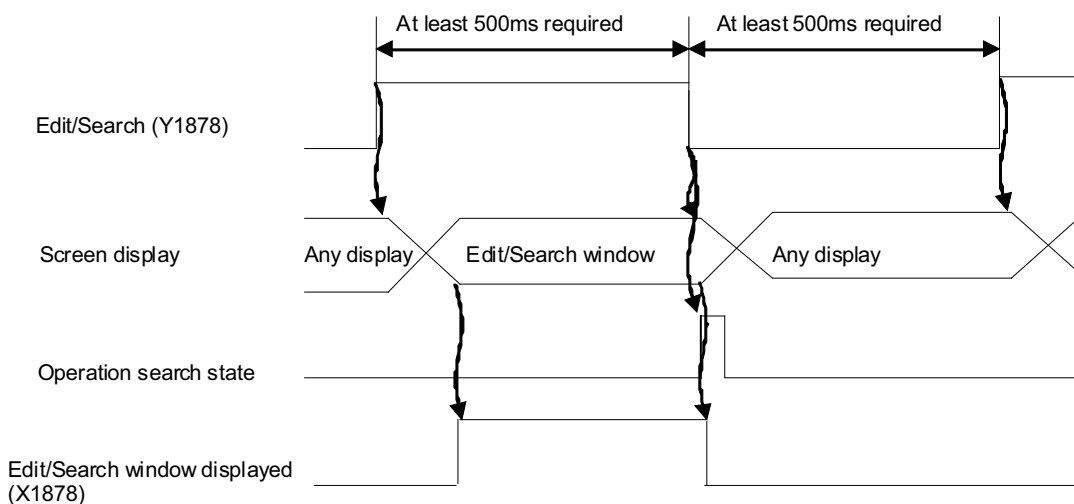 At least 500ms required
At least 500ms required
Edit/Search (Y1878)
Screen display
Any display
Edit/Search window
Any display
Operation search state
Edit/Search window displayed
(X1878)